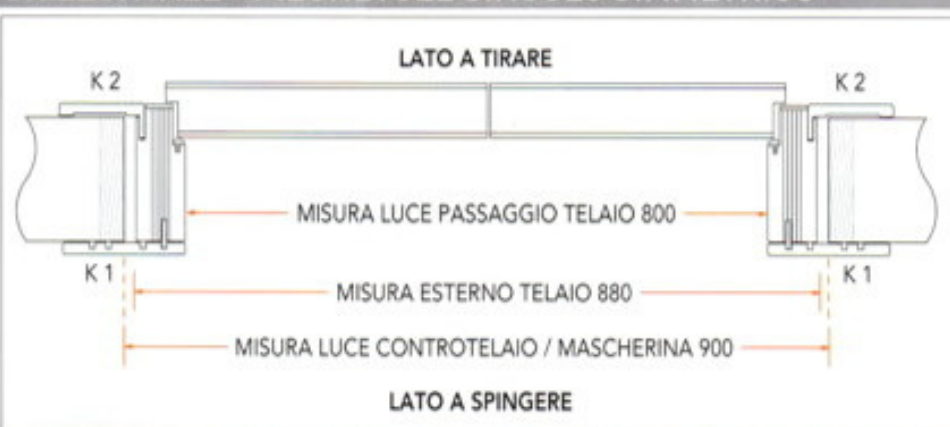 LATO A TIRARE
K 2
K 2
MISURA LUCE PASSAGGIO TELAIO 800
K 1
K 1
MISURA ESTERNO TELAIO 880
MISURA LUCE CONTROTELAIO / MASCHERINA 900
LATO A SPINGERE